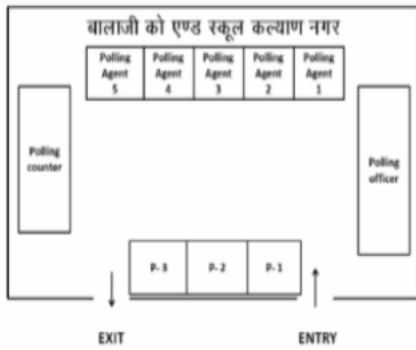 बालाजी को एण्ड स्कूल कल्याण नगर
Polling Agent 5
Polling Agent 4
Polling Agent 3
Polling Agent 2
Polling Agent 1
Polling counter
Polling officer
P-3
P-2
P-1
EXIT
ENTRY